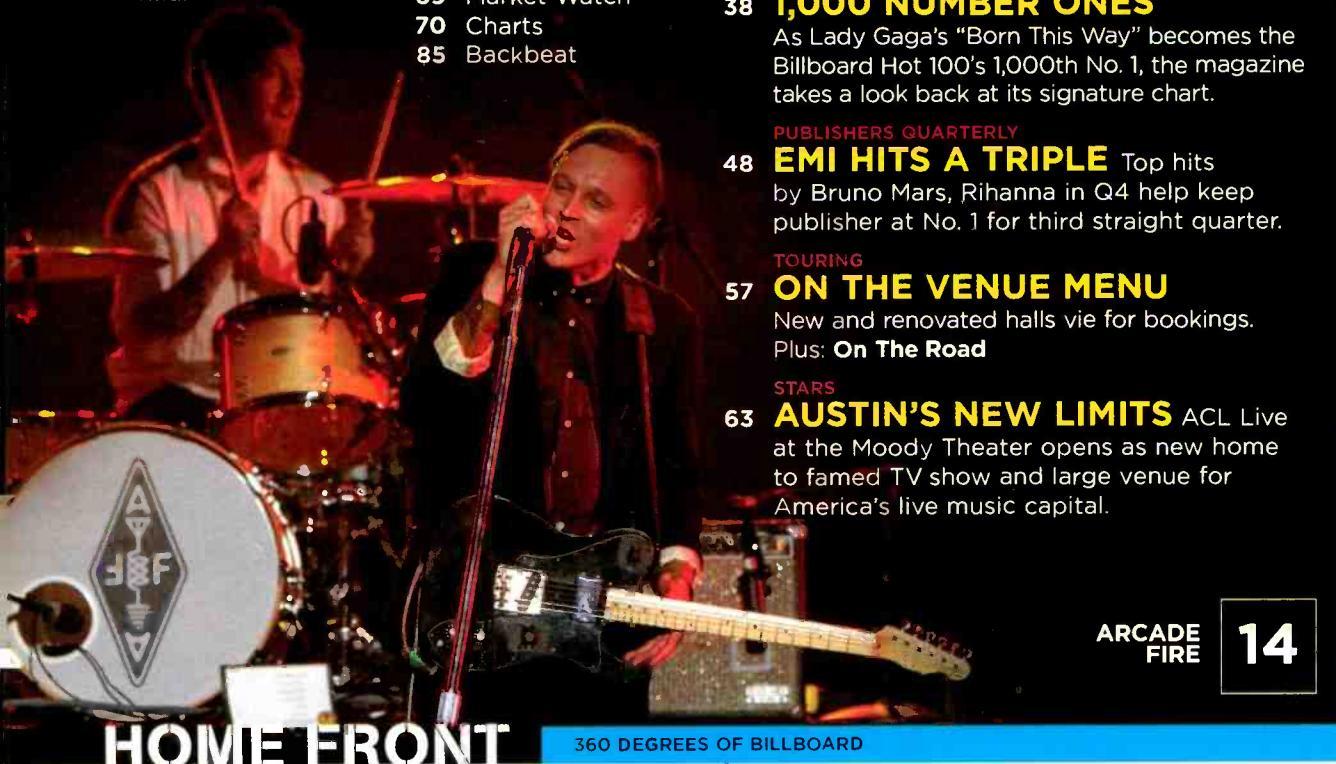 70 Charts
85 Backbeat
38 1,000 NUMBER ONES
As Lady Gaga's "Born This Way" becomes the
Billboard Hot 100's 1,000th No. 1, the magazine
takes a look back at its signature chart.
PUBLISHERS QUARTERLY
48 EMI HITS A TRIPLE Top hits
by Bruno Mars, Rihanna in Q4 help keep
publisher at No. 1 for third straight quarter.
TOURING
57 ON THE VENUE MENU
New and renovated halls vie for bookings.
Plus: On The Road
STARS
63 AUSTIN'S NEW LIMITS ACL Live
at the Moody Theater opens as new home
to famed TV show and large venue for
America's live music capital.
ARCADE
FIRE
14
HOME FRONT
360 DEGREES OF BILLBOARD